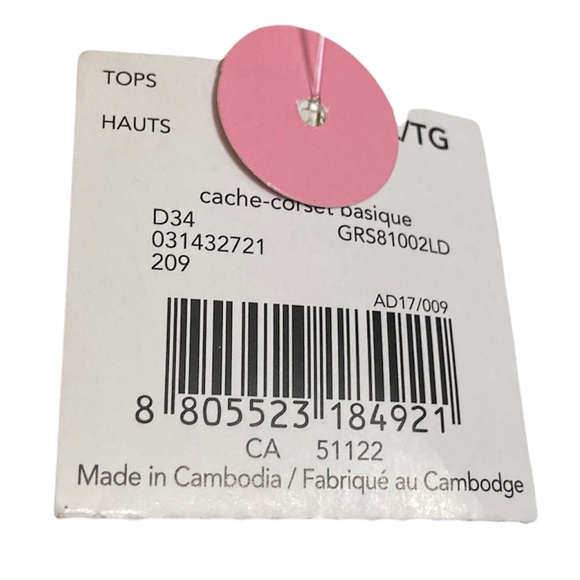 TOPS
HAUTS /TG
cache-corset basique
D34 GRS81002LD
031432721
209
AD17/009
8 805523 184921
CA 51122
Made in Cambodia / Fabriqué au Cambodge